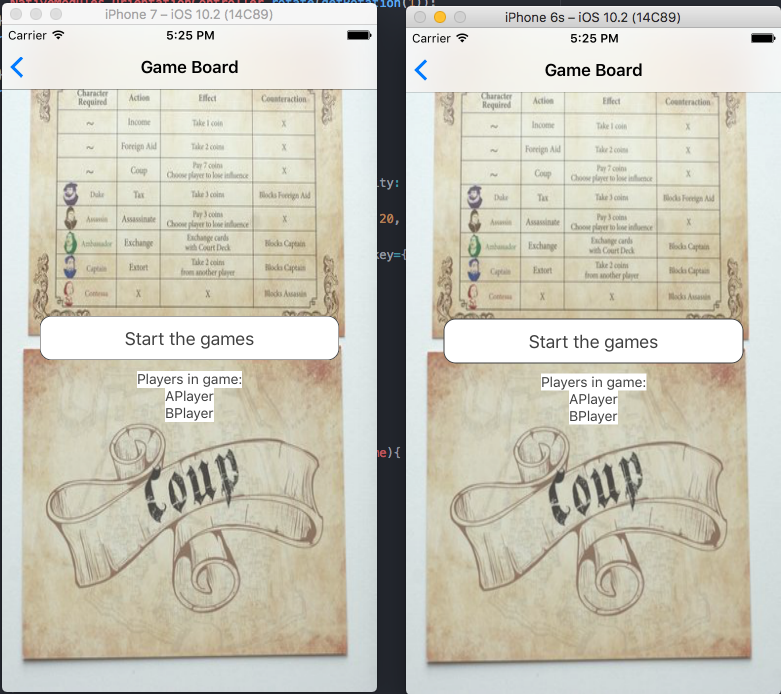 NativeModules.OrientationController.rotate(getRotation(1));
iPhone 7 – iOS 10.2 (14C89)
Carrier 5:25 PM
Game Board
Character Required Action Effect Counteraction
~ Income Take 1 coin X
~ Foreign Aid Take 2 coins X
~ Coup Pay 7 coins Choose player to lose influence X
Duke Tax Take 3 coins Blocks Foreign Aid
Assassin Assassinate Pay 3 coins Choose player to lose influence X
Ambassador Exchange Exchange cards with Court Deck Blocks Captain
Captain Extort Take 2 coins from another player Blocks Captain
Contessa X X Blocks Assassin
Start the games
Players in game:
APlayer
BPlayer
Coup
ity:
20,
key={
me){
iPhone 6s – iOS 10.2 (14C89)
Carrier 5:25 PM
Game Board
Character Required Action Effect Counteraction
~ Income Take 1 coin X
~ Foreign Aid Take 2 coins X
~ Coup Pay 7 coins Choose player to lose influence X
Duke Tax Take 3 coins Blocks Foreign Aid
Assassin Assassinate Pay 3 coins Choose player to lose influence X
Ambassador Exchange Exchange cards with Court Deck Blocks Captain
Captain Extort Take 2 coins from another player Blocks Captain
Contessa X X Blocks Assassin
Start the games
Players in game:
APlayer
BPlayer
Coup